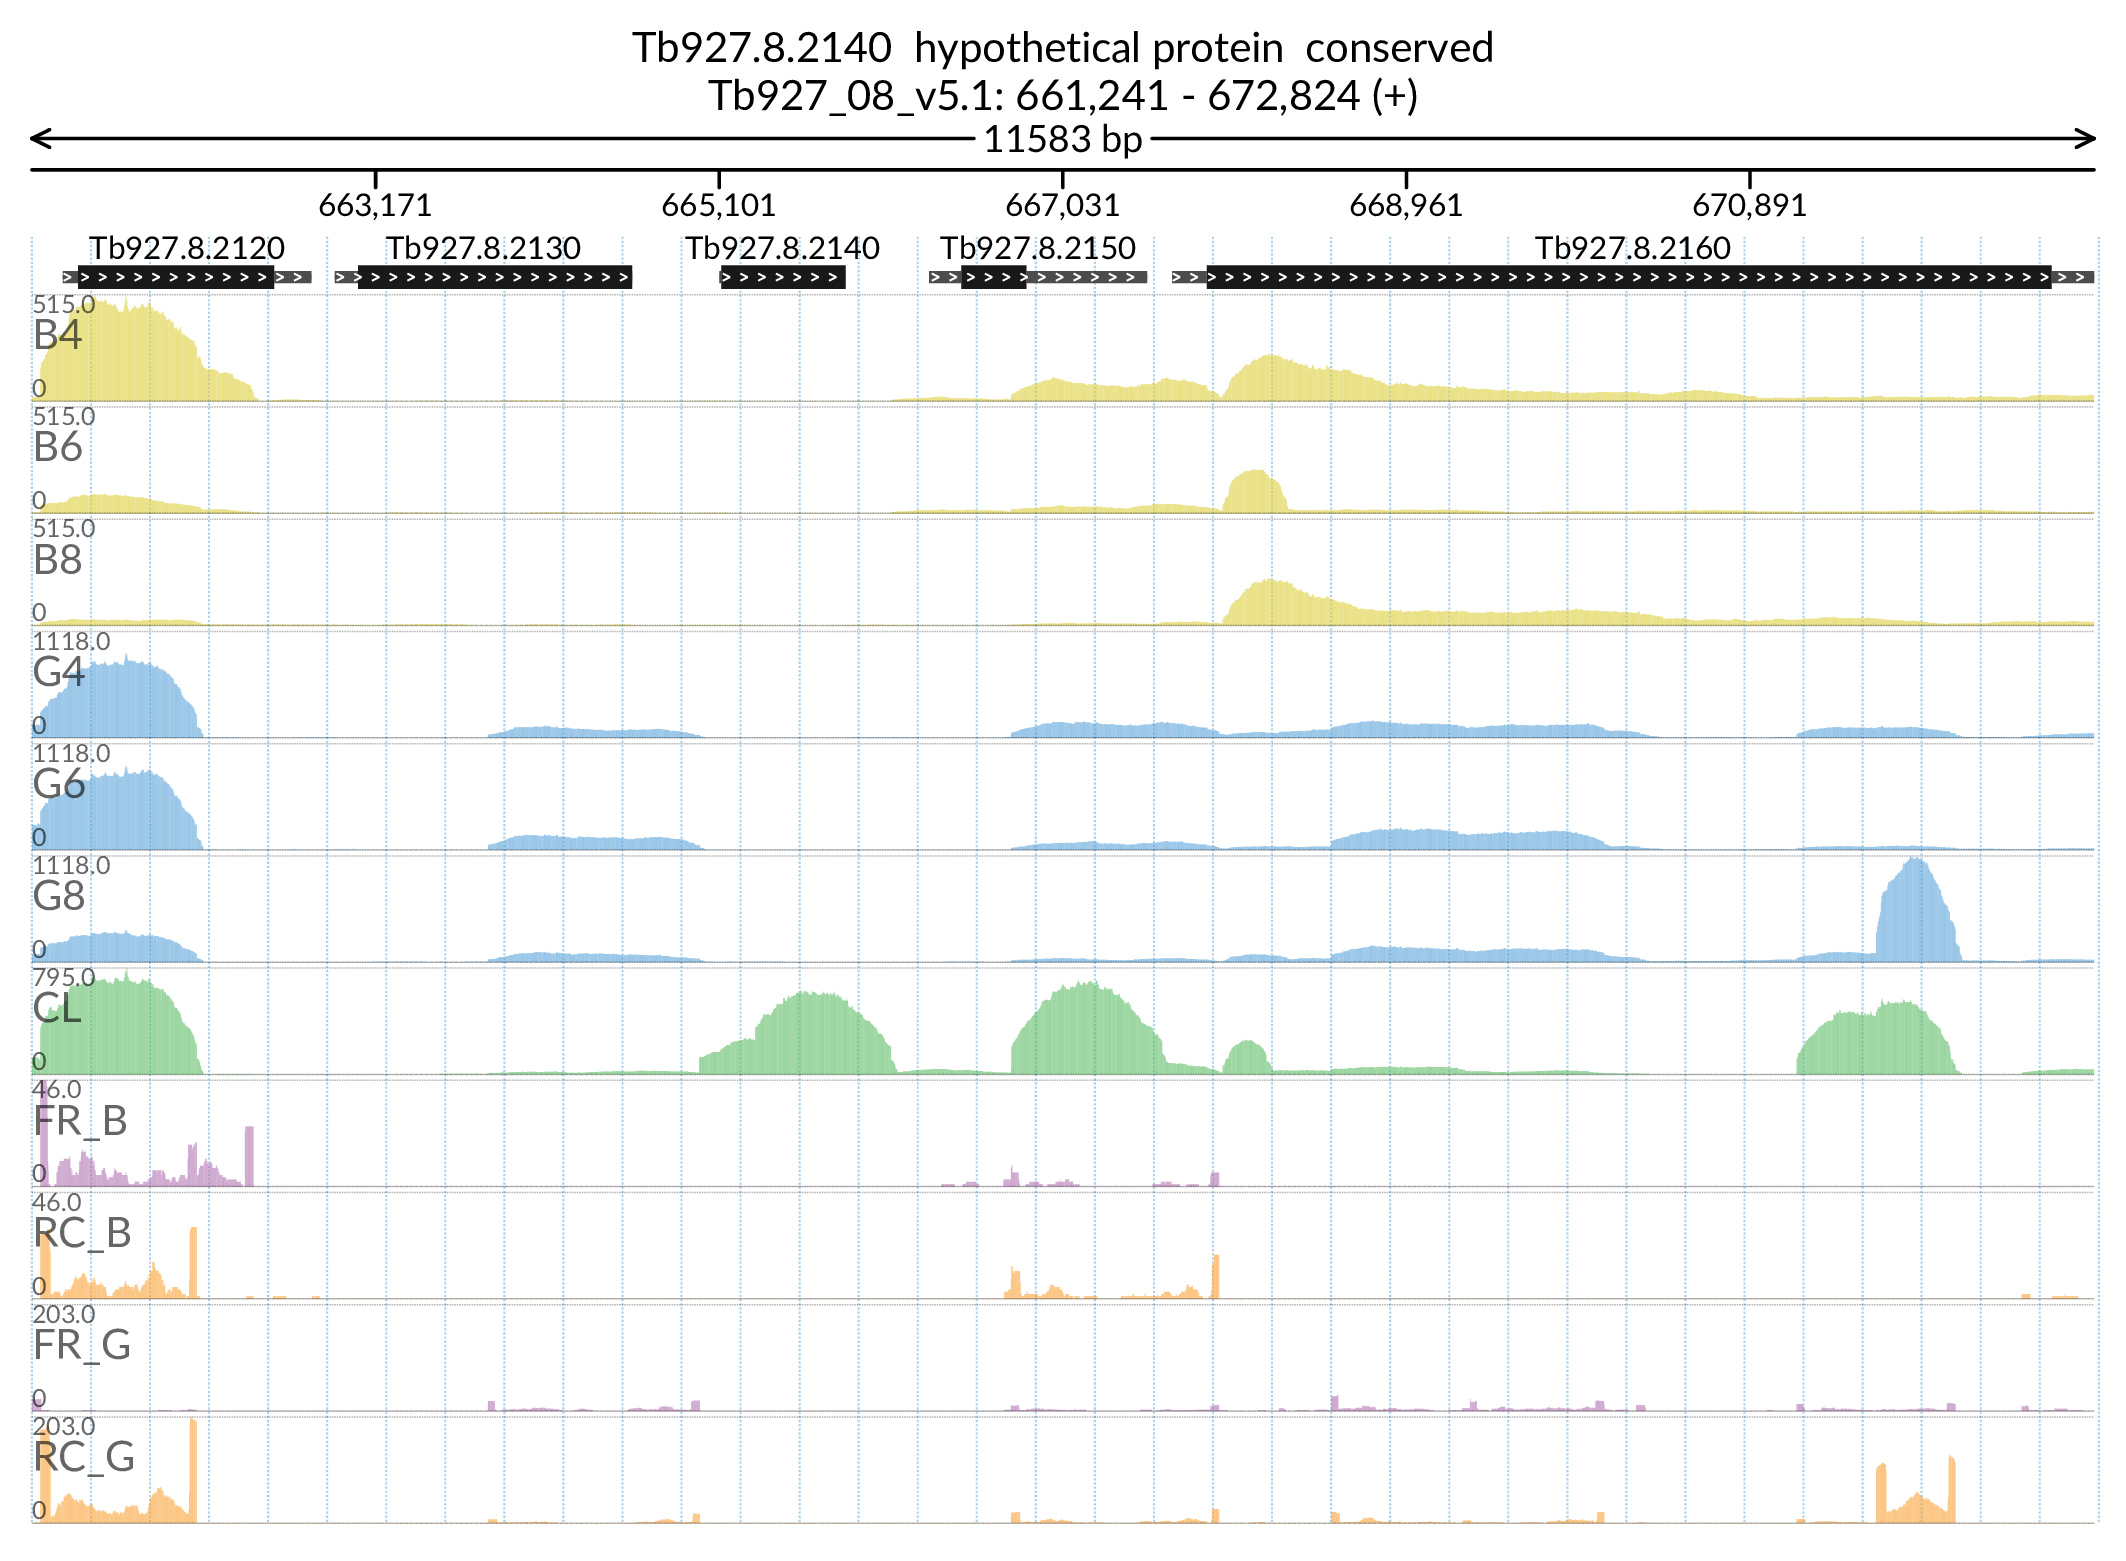 Tb927.8.2140  hypothetical protein  conserved
Tb927_08_v5.1: 661,241 - 672,824 (+)
11583 bp
663,171 665,101 667,031 668,961 670,891
Tb927.8.2120 Tb927.8.2130 Tb927.8.2140 Tb927.8.2150 Tb927.8.2160
515.0
B4
0
515.0
B6
0
515.0
B8
0
1118.0
G4
0
1118.0
G6
0
1118.0
G8
0
795.0
CL
0
46.0
FR_B
0
46.0
RC_B
0
203.0
FR_G
0
203.0
RC_G
0